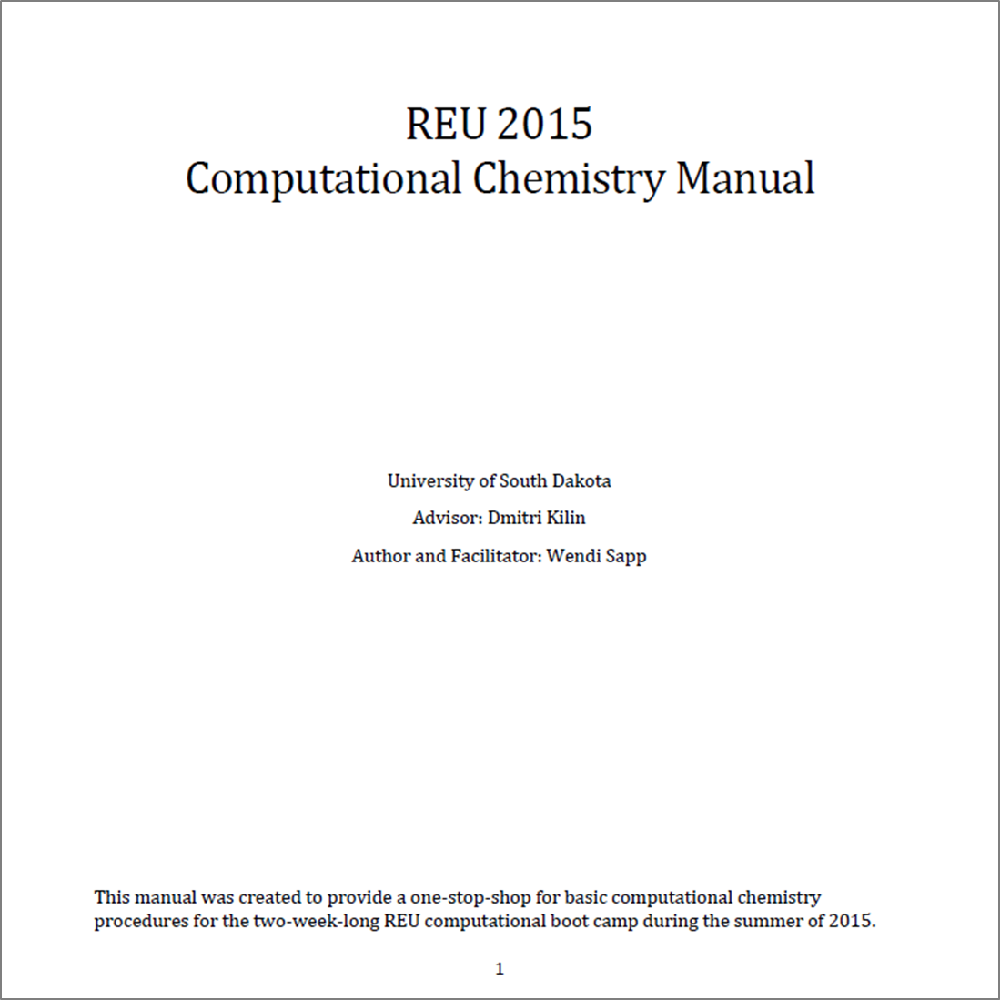 REU 2015
Computational Chemistry Manual
University of South Dakota
Advisor: Dmitri Kilin
Author and Facilitator: Wendi Sapp
This manual was created to provide a one-stop-shop for basic computational chemistry
procedures for the two-week-long REU computational boot camp during the summer of 2015.
1